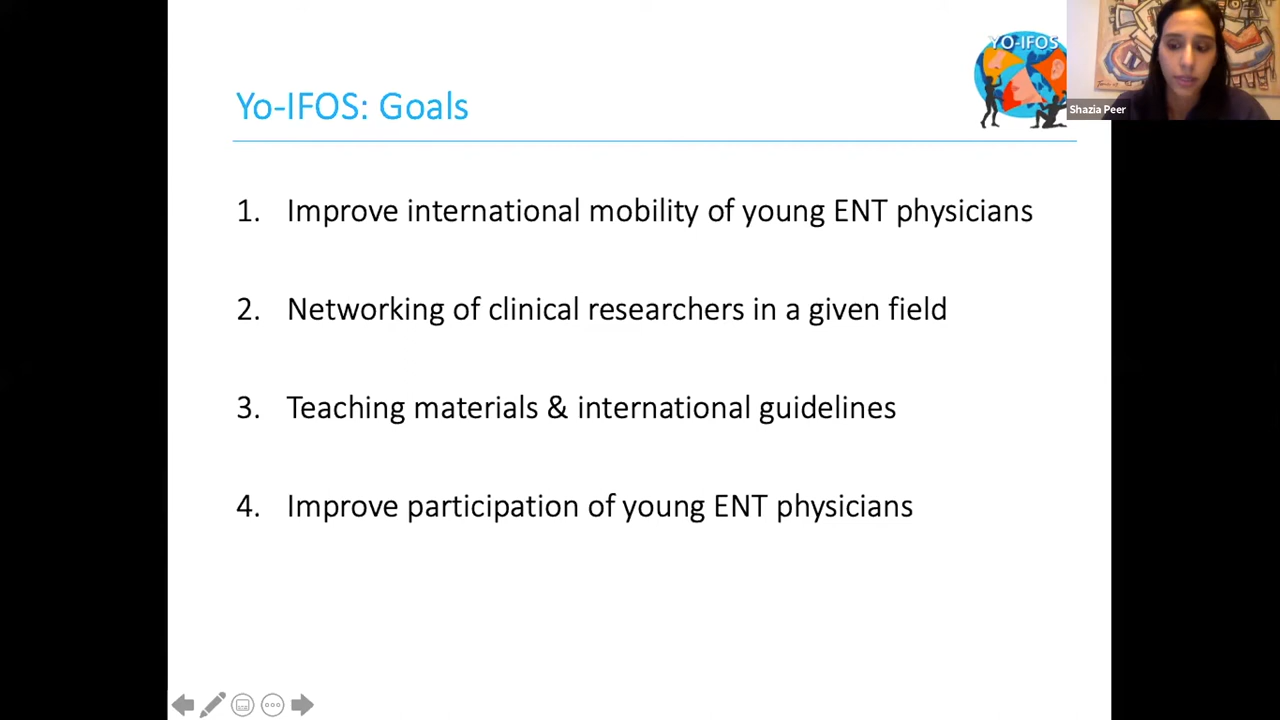 YO-IFOS
Shazia Peer
Yo-IFOS: Goals
1. Improve international mobility of young ENT physicians
2. Networking of clinical researchers in a given field
3. Teaching materials & international guidelines
4. Improve participation of young ENT physicians